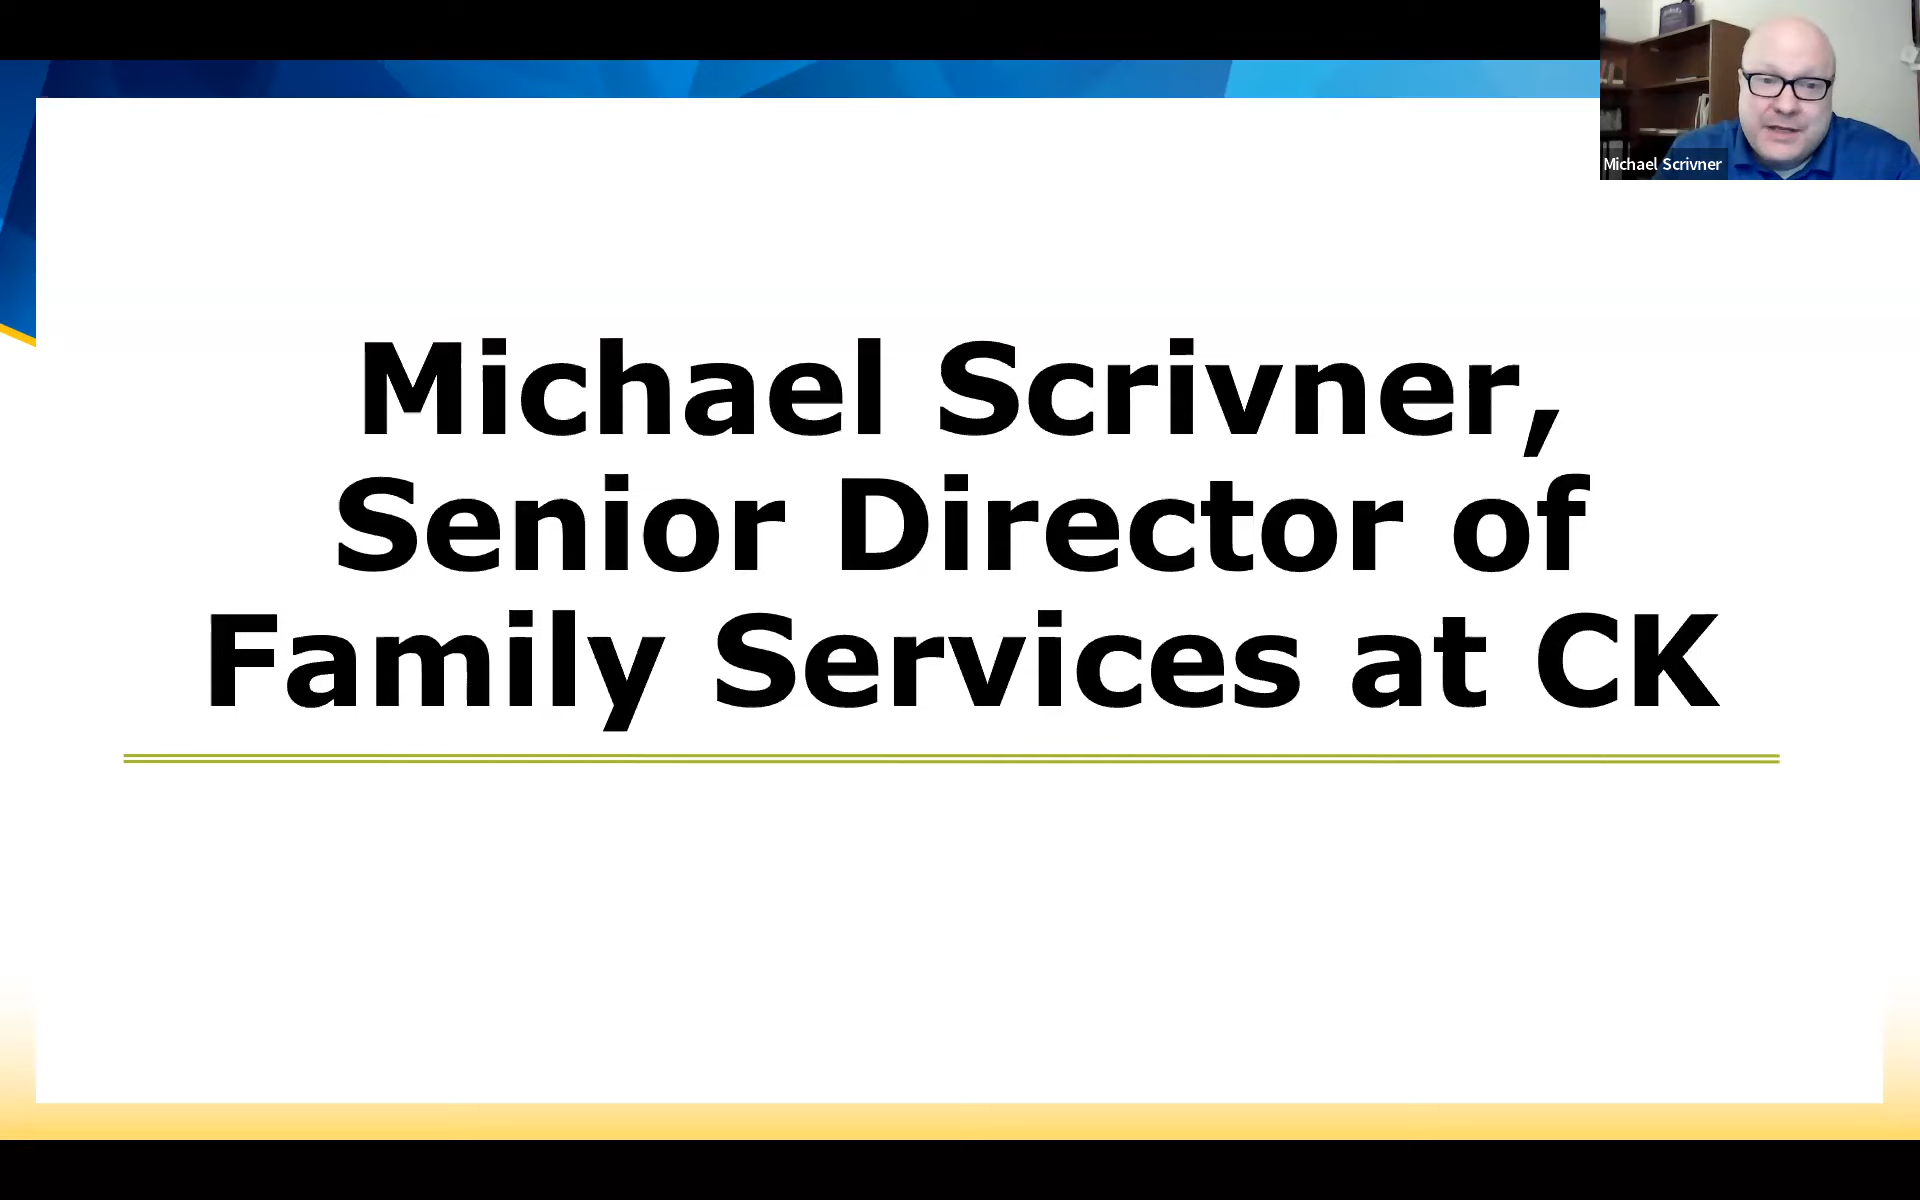 Michael Scrivner
Michael Scrivner,
Senior Director of
Family Services at CK